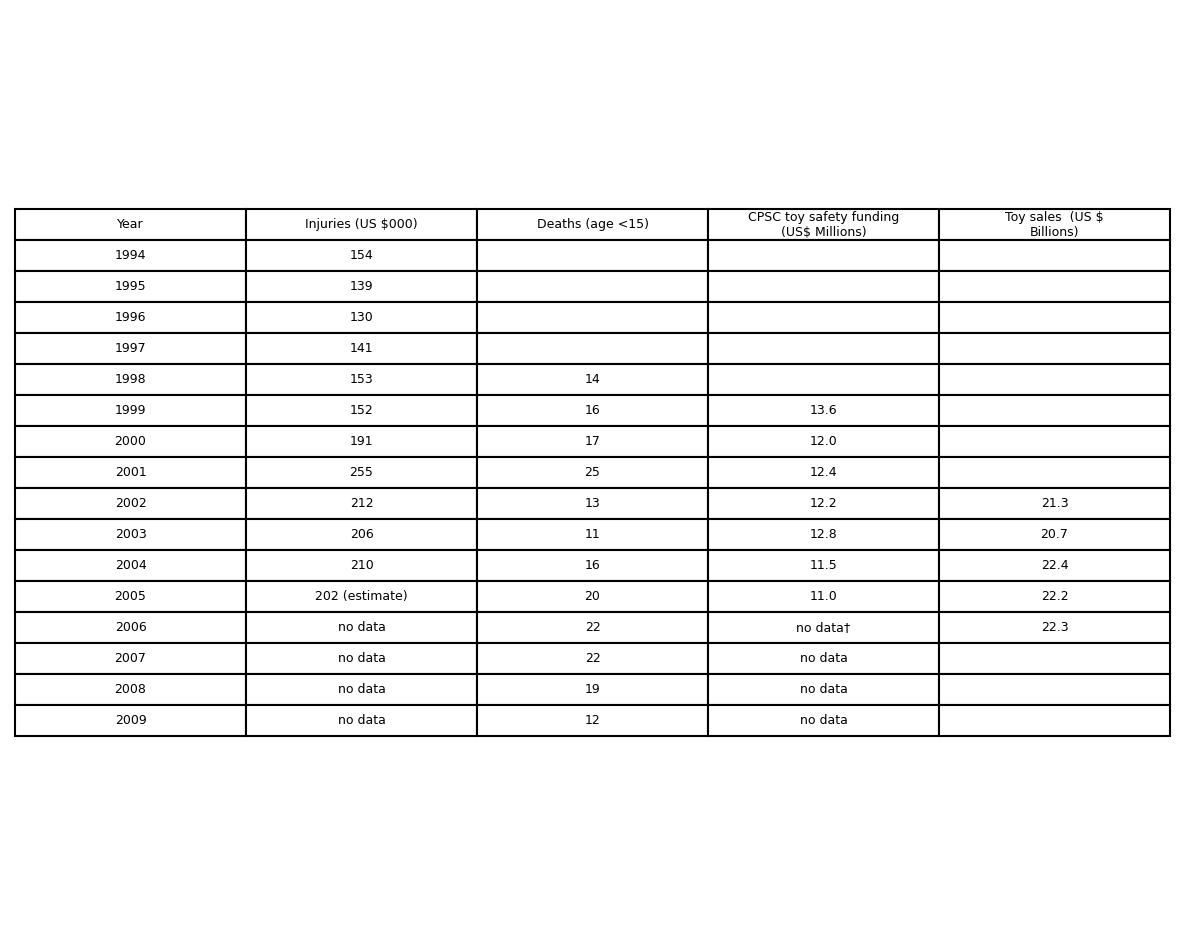 Year Injuries (US $000) Deaths (age <15) CPSC toy safety funding (US$ Millions) Toy sales  (US $ Billions)
1994 154
1995 139
1996 130
1997 141
1998 153 14
1999 152 16 13.6
2000 191 17 12.0
2001 255 25 12.4
2002 212 13 12.2 21.3
2003 206 11 12.8 20.7
2004 210 16 11.5 22.4
2005 202 (estimate) 20 11.0 22.2
2006 no data 22 no data† 22.3
2007 no data 22 no data
2008 no data 19 no data
2009 no data 12 no data